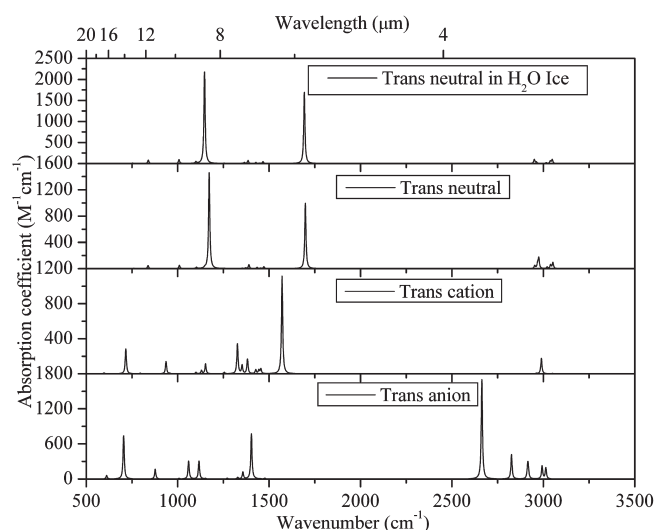 Wavelength (μm)
20 16 12 8 4
2500
2000
1500
1000
500
Trans neutral in H₂O Ice
1600
1200
800
400
Trans neutral
1200
800
400
Trans cation
1800
1200
600
0
Trans anion
Absorption coefficient (M⁻¹cm⁻¹)
500 1000 1500 2000 2500 3000 3500
Wavenumber (cm⁻¹)